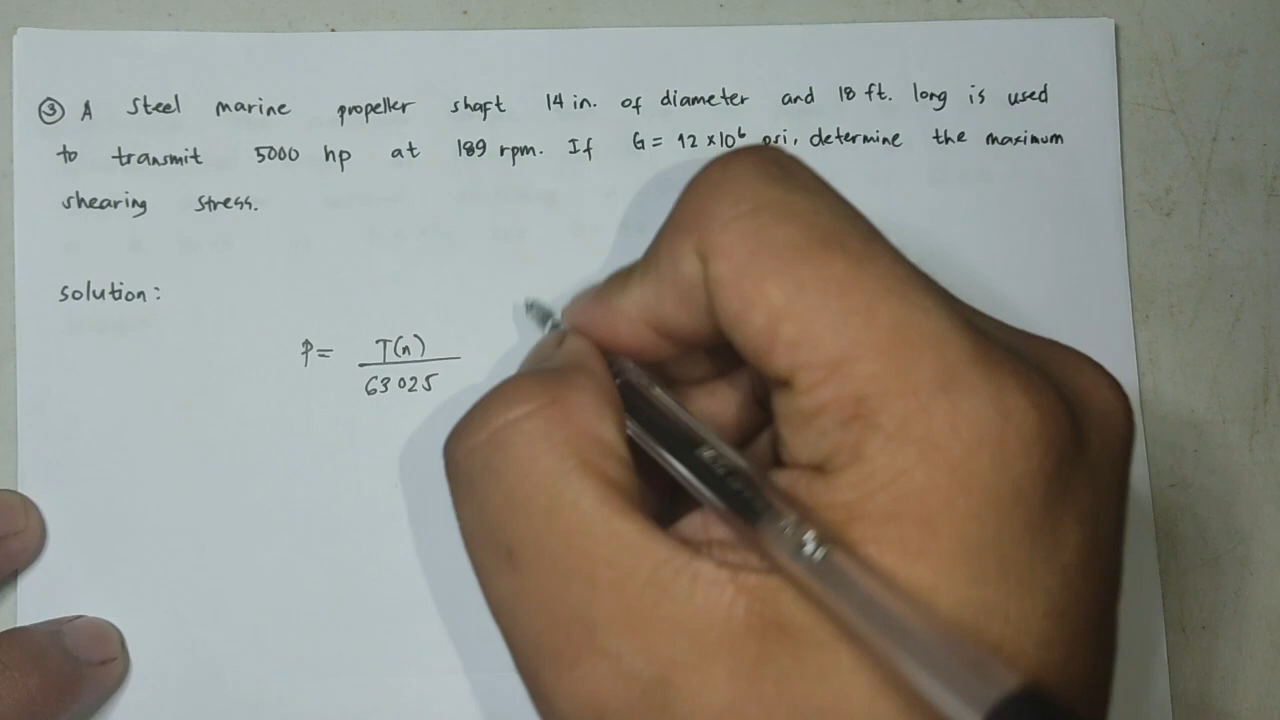 ③ A steel marine propeller shaft 14 in. of diameter and 18 ft. long is used
to transmit 5000 hp at 189 rpm. If G = 12 x10⁶ psi, determine the maximum
shearing stress.
solution:
P = T(n)
63025